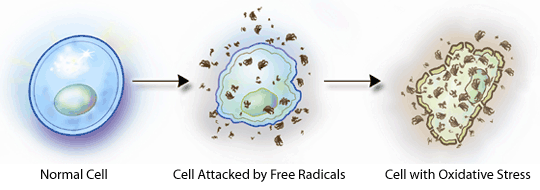 Normal Cell
Cell Attacked by Free Radicals
Cell with Oxidative Stress